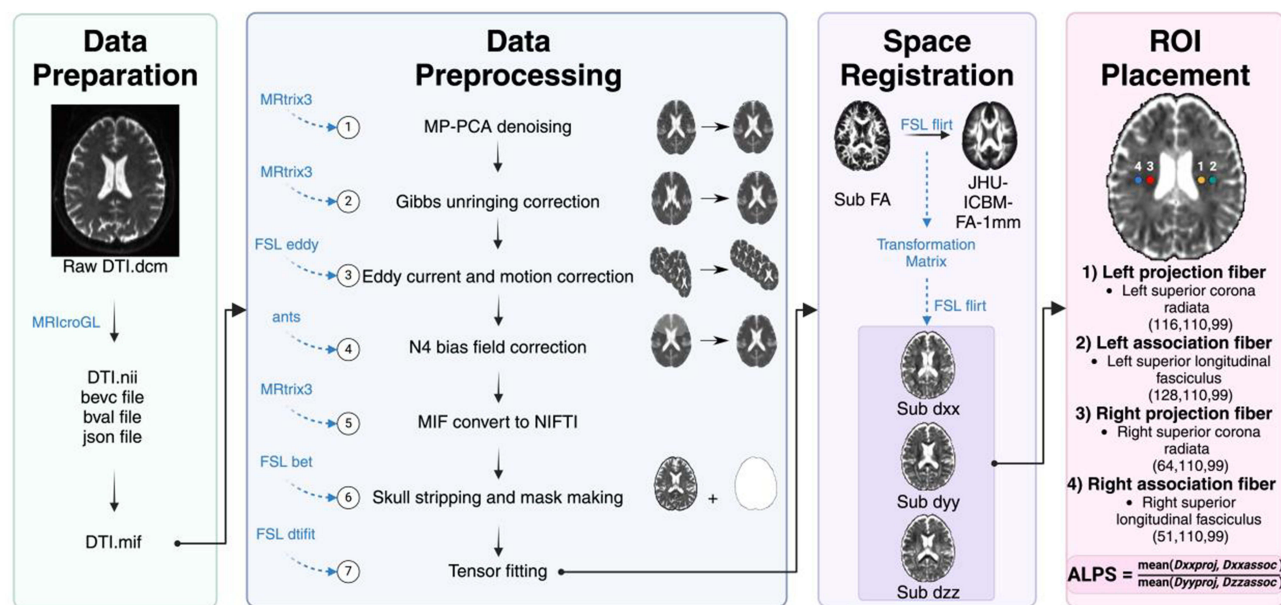 Data
Preparation
Raw DTI.dcm
MRIcroGL
DTI.nii
bevc file
bval file
json file
DTI.mif
Data
Preprocessing
MRtrix3
1
MP-PCA denoising
MRtrix3
2
Gibbs unringing correction
FSL eddy
3
Eddy current and motion correction
ants
4
N4 bias field correction
MRtrix3
5
MIF convert to NIFTI
FSL bet
6
Skull stripping and mask making
+
FSL dtifit
7
Tensor fitting
Space
Registration
FSL flirt
Sub FA
JHU-
ICBM-
FA-1mm
Transformation
Matrix
FSL flirt
Sub dxx
Sub dyy
Sub dzz
ROI
Placement
4 3 1 2
1) Left projection fiber
• Left superior corona
radiata
(116,110,99)
2) Left association fiber
• Left superior longitudinal
fasciculus
(128,110,99)
3) Right projection fiber
• Right superior corona
radiata
(64,110,99)
4) Right association fiber
• Right superior
longitudinal fasciculus
(51,110,99)
ALPS = mean(Dxxproj, Dxxassoc)
mean(Dyyproj, Dzzassoc)